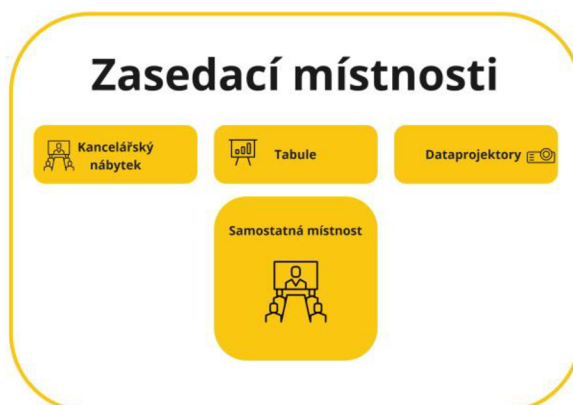 Zasedací místnosti
Kancelářský
nábytek
Tabule
Dataprojektory
Samostatná místnost